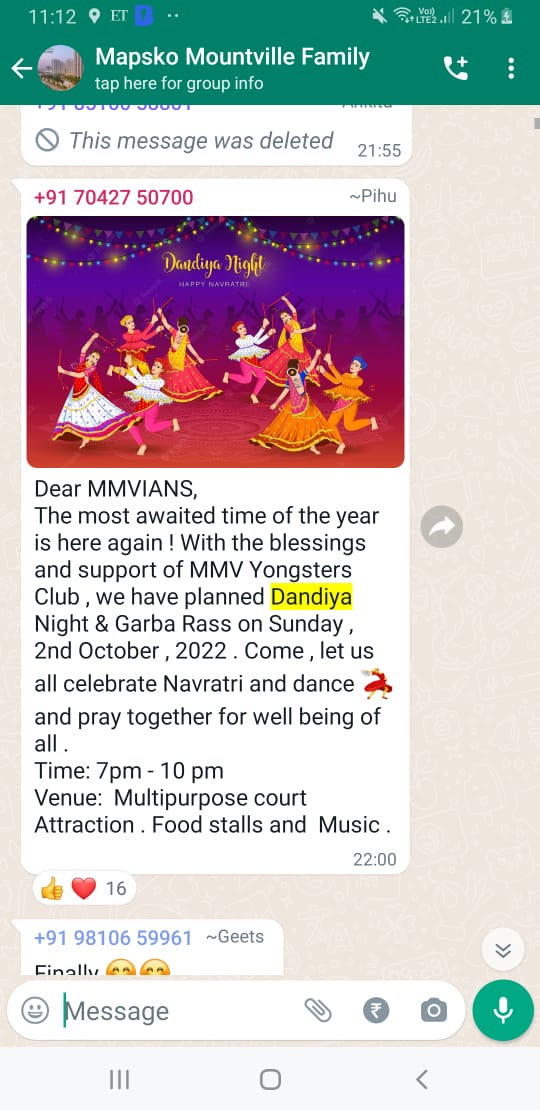 11:12 ET Vo) LTE2 21%
Mapsko Mountville Family
tap here for group info
This message was deleted
21:55
+91 70427 50700 ~Pihu
Dandiya Night
HAPPY NAVRATRI
Dear MMVIANS,
The most awaited time of the year
is here again ! With the blessings
and support of MMV Yongsters
Club , we have planned Dandiya
Night & Garba Rass on Sunday ,
2nd October , 2022 . Come , let us
all celebrate Navratri and dance 💃
and pray together for well being of
all .
Time: 7pm - 10 pm
Venue:  Multipurpose court
Attraction . Food stalls and  Music .
22:00
👍 ❤️ 16
+91 98106 59961 ~Geets
Finally 😁😁
Message